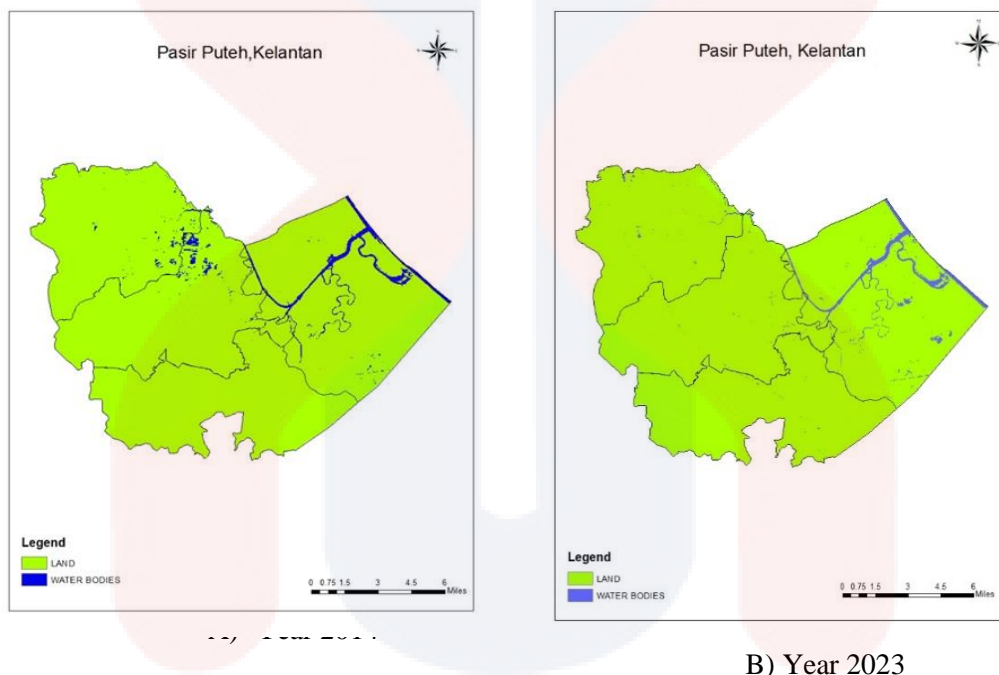 Pasir Puteh,Kelantan
Legend
LAND
WATER BODIES
0 0.75 1.5 3 4.5 6
Miles
Pasir Puteh, Kelantan
Legend
LAND
WATER BODIES
0 0.75 1.5 3 4.5 6
Miles
B) Year 2023